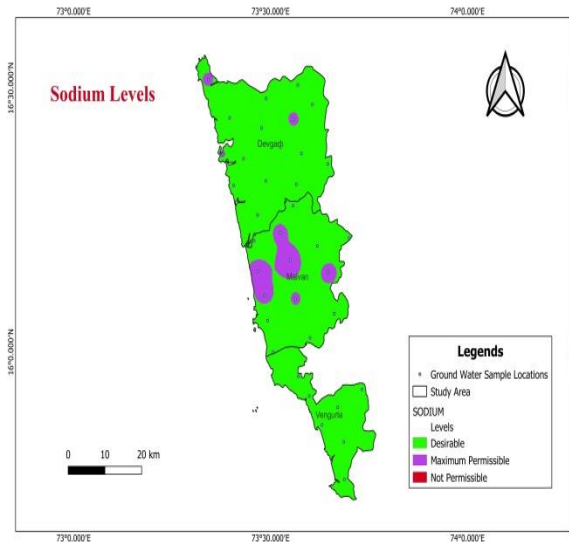 73°0.000'E 73°30.000'E 74°0.000'E
16°30.000'N
Sodium Levels
Devgad
Malvan
16°0.000'N
Vengurla
Legends
Ground Water Sample Locations
Study Area
SODIUM
Levels
Desirable
Maximum Permissible
Not Permissible
0 10 20 km
73°0.000'E 73°30.000'E 74°0.000'E